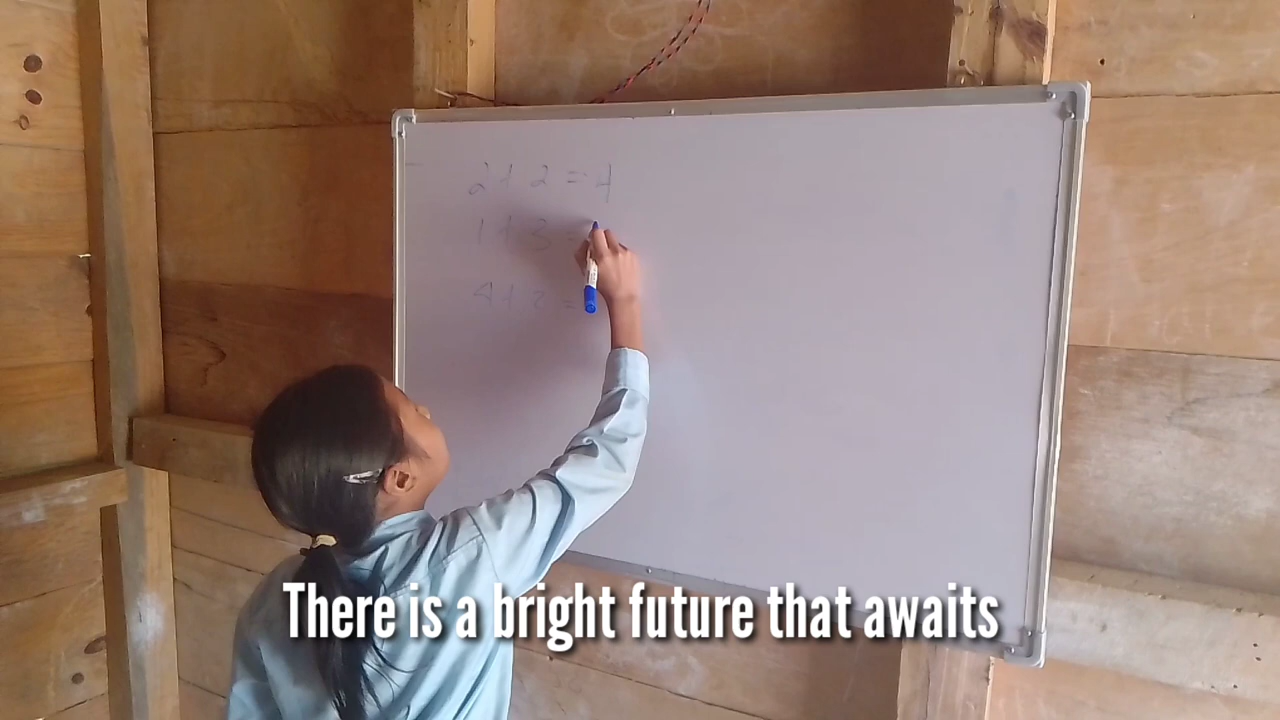 2 + 2 = 4
1 + 3
4 + 2 =
There is a bright future that awaits